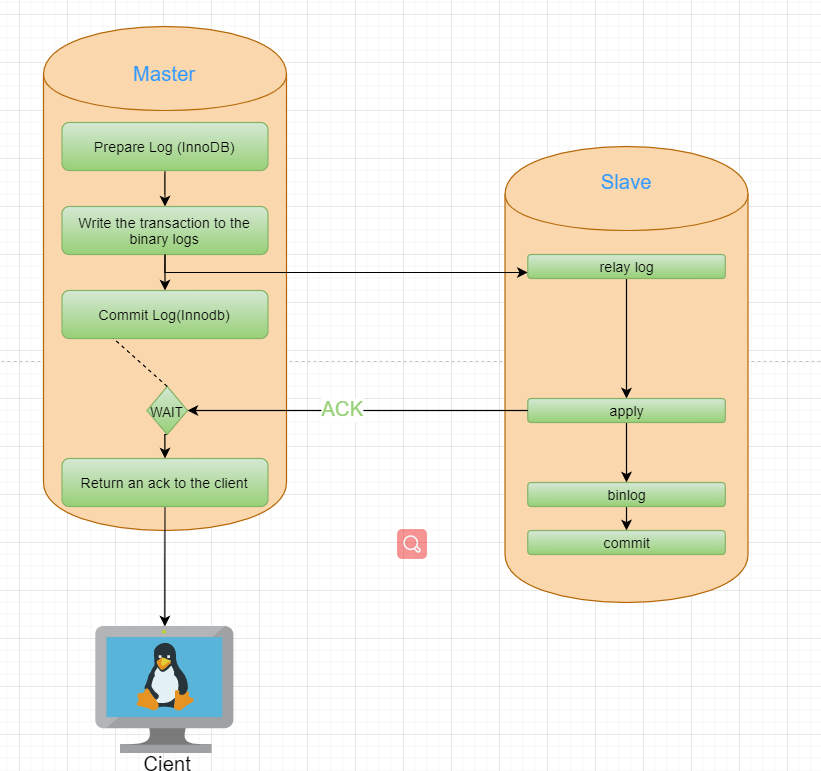 Master
Prepare Log (InnoDB)
Write the transaction to the
binary logs
Commit Log(Innodb)
WAIT
Return an ack to the client
ACK
Slave
relay log
apply
binlog
commit
Cient